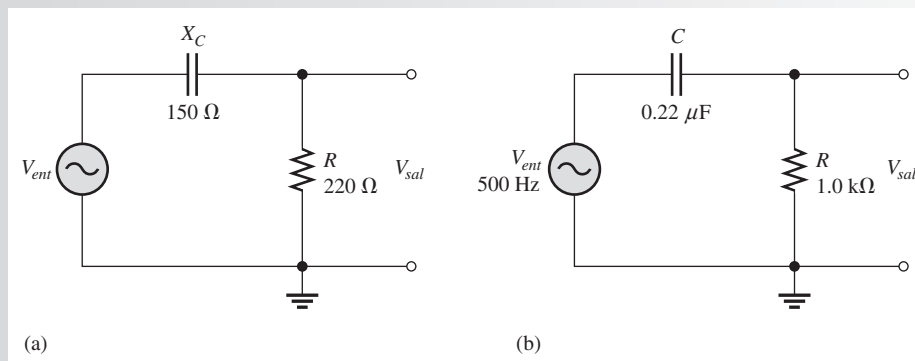 X_C
150 Ω
V_ent
R
220 Ω
V_sal
(a)
C
0.22 μF
V_ent
500 Hz
R
1.0 kΩ
V_sal
(b)